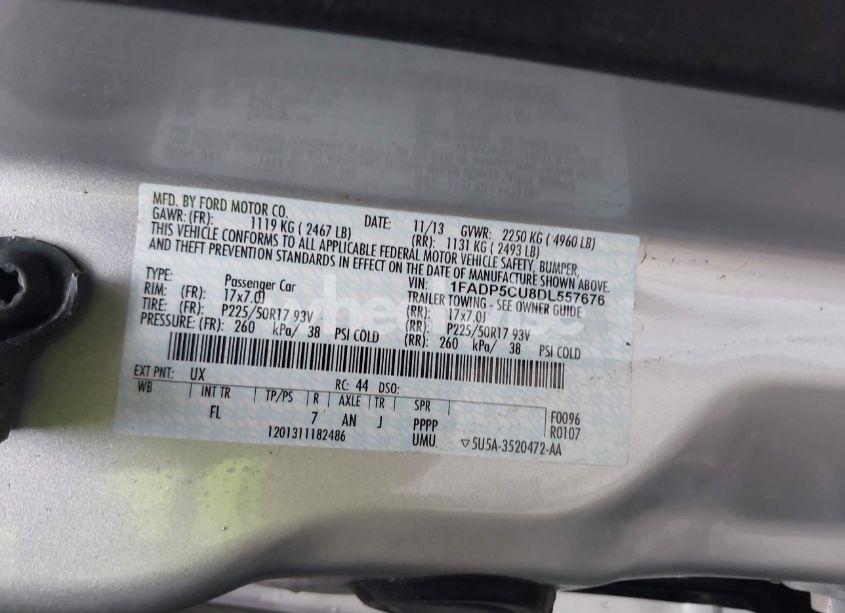 MFD. BY FORD MOTOR CO. DATE: 11/13 GVWR: 2250 KG ( 4960 LB)
GAWR: (FR): 1119 KG ( 2467 LB) (RR): 1131 KG ( 2493 LB)
THIS VEHICLE CONFORMS TO ALL APPLICABLE FEDERAL MOTOR VEHICLE SAFETY, BUMPER,
AND THEFT PREVENTION STANDARDS IN EFFECT ON THE DATE OF MANUFACTURE SHOWN ABOVE.
VIN: 1FADP5CU8DL557676
TYPE: Passenger Car TRAILER TOWING - SEE OWNER GUIDE
RIM: (FR): 17x7.0J (RR): 17x7.0J
TIRE: (FR): P225/50R17 93V (RR): P225/50R17 93V
PRESSURE: (FR): 260 kPa/ 38 PSI COLD (RR): 260 kPa/ 38 PSI COLD
EXT PNT: UX RC: 44 DSO:
WB INT TR TP/PS R AXLE TR SPR
FL 7 AN J PPPP F0096
1201311182486 UMU R0107
▽5U5A-3520472-AA